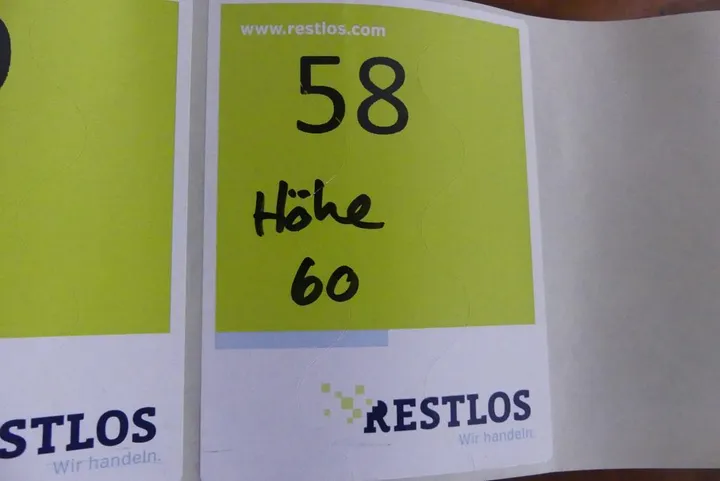 www.restlos.com
58
Höhe
60
RESTLOS
Wir handeln.
STLOS
Wir handeln.